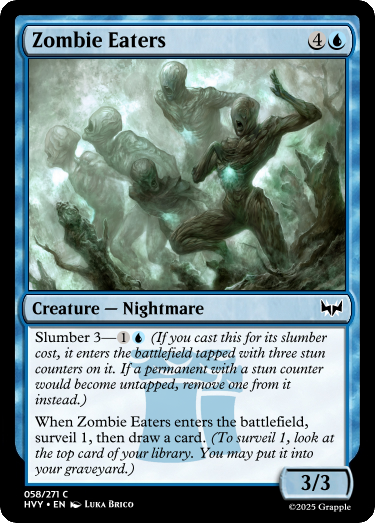 Zombie Eaters 4
Creature — Nightmare
Slumber 3—1 (If you cast this for its slumber
cost, it enters the battlefield tapped with three stun
counters on it. If a permanent with a stun counter
would become untapped, remove one from it
instead.)
When Zombie Eaters enters the battlefield,
surveil 1, then draw a card. (To surveil 1, look at
the top card of your library. You may put it into
your graveyard.)
3/3
058/271 C
HVY • EN Luka Brico
©2025 Grapple